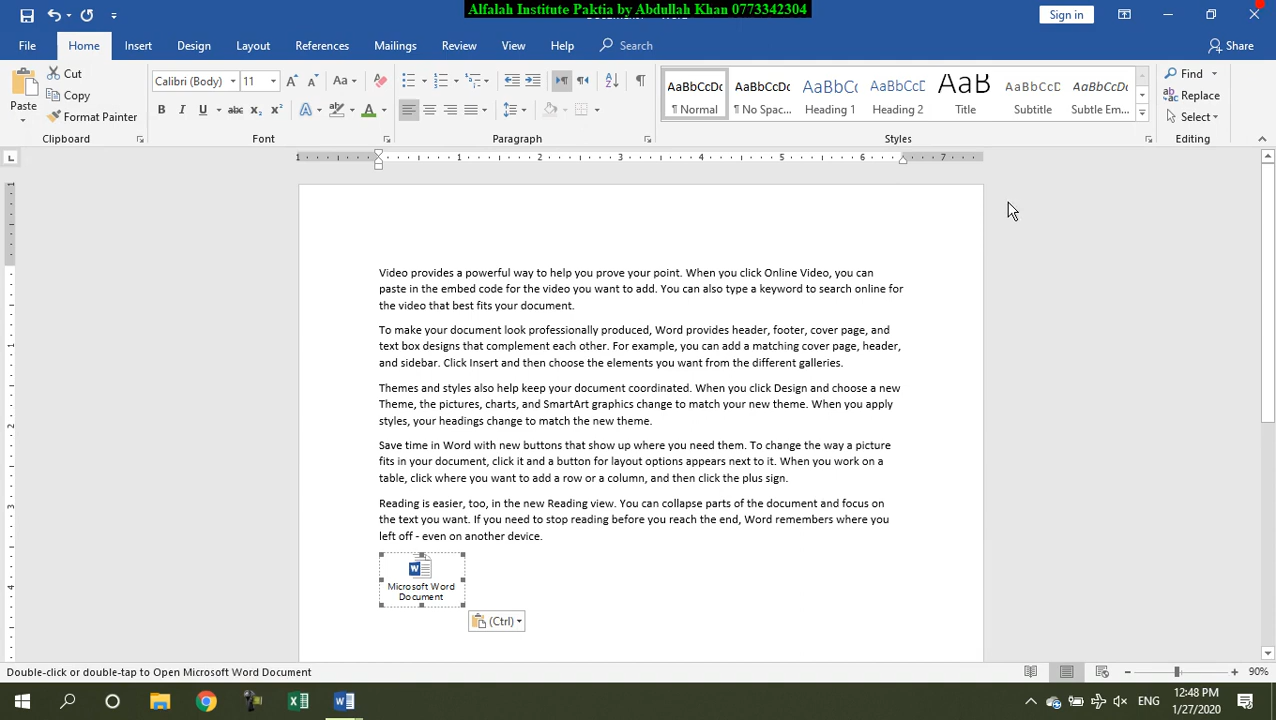 Alfalah Institute Paktia by Abdullah Khan 0773342304
Sign in
File Home Insert Design Layout References Mailings Review View Help Search Share
Paste
Cut
Copy
Format Painter
Clipboard
Calibri (Body) 11
Aa
B I U abc x₂ x²
A A
Font
Paragraph
AaBbCcDc AaBbCcDc AaBbCc AaBbCcE AaB AaBbCcD AaBbCcDc
¶ Normal ¶ No Spac... Heading 1 Heading 2 Title Subtitle Subtle Em...
Styles
Find
Replace
Select
Editing
1 1 2 3 4 5 6 7
Video provides a powerful way to help you prove your point. When you click Online Video, you can
paste in the embed code for the video you want to add. You can also type a keyword to search online for
the video that best fits your document.
To make your document look professionally produced, Word provides header, footer, cover page, and
text box designs that complement each other. For example, you can add a matching cover page, header,
and sidebar. Click Insert and then choose the elements you want from the different galleries.
Themes and styles also help keep your document coordinated. When you click Design and choose a new
Theme, the pictures, charts, and SmartArt graphics change to match your new theme. When you apply
styles, your headings change to match the new theme.
Save time in Word with new buttons that show up where you need them. To change the way a picture
fits in your document, click it and a button for layout options appears next to it. When you work on a
table, click where you want to add a row or a column, and then click the plus sign.
Reading is easier, too, in the new Reading view. You can collapse parts of the document and focus on
the text you want. If you need to stop reading before you reach the end, Word remembers where you
left off - even on another device.
Microsoft Word
Document
(Ctrl)
Double-click or double-tap to Open Microsoft Word Document
90%
ENG
12:48 PM
1/27/2020